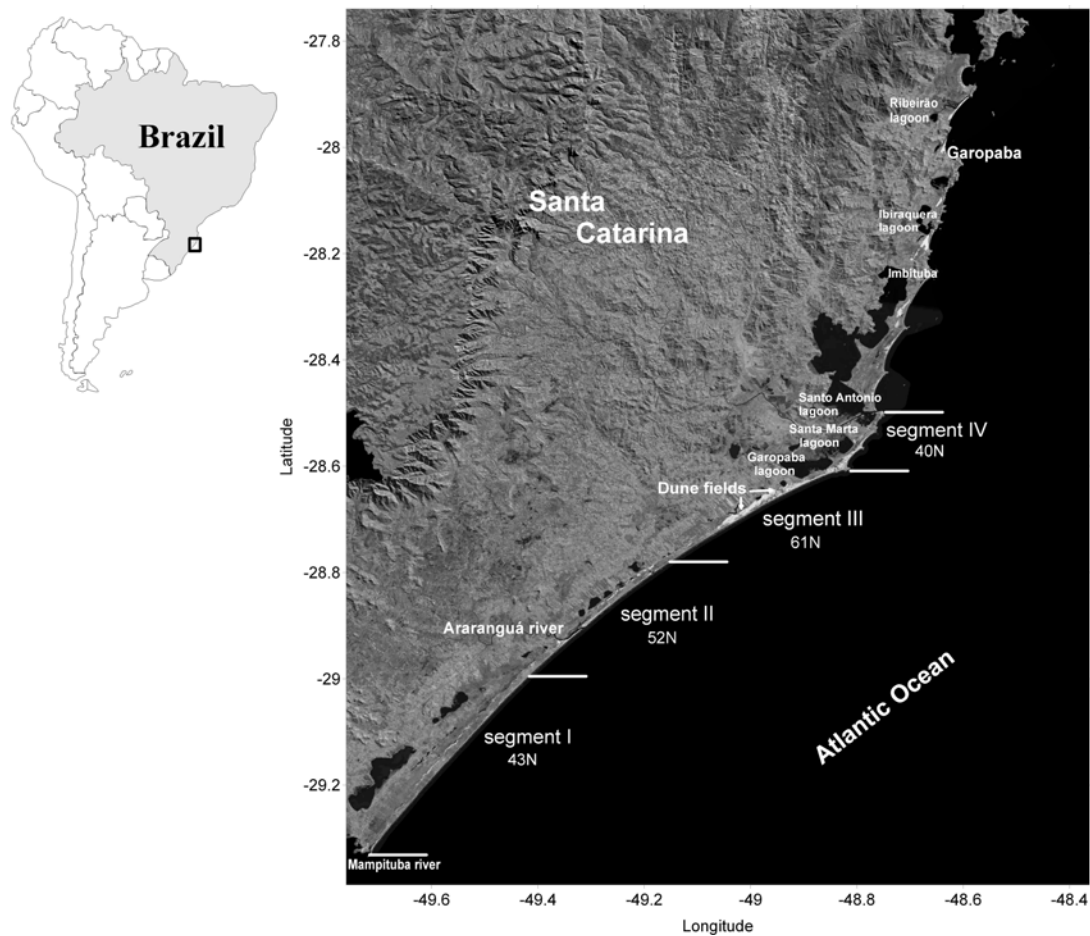 Brazil
-27.8
-28
-28.2
-28.4
-28.6
-28.8
-29
-29.2
Latitude
Ribeirão
lagoon
Garopaba
Santa
Catarina
Ibiraquera
lagoon
Imbituba
Santo Antonio
lagoon
Santa Marta
lagoon
segment IV
40N
Garopaba
lagoon
Dune fields
segment III
61N
segment II
52N
Araranguá river
segment I
43N
Atlantic Ocean
Mampituba river
-49.6
-49.4
-49.2
-49
-48.8
-48.6
-48.4
Longitude